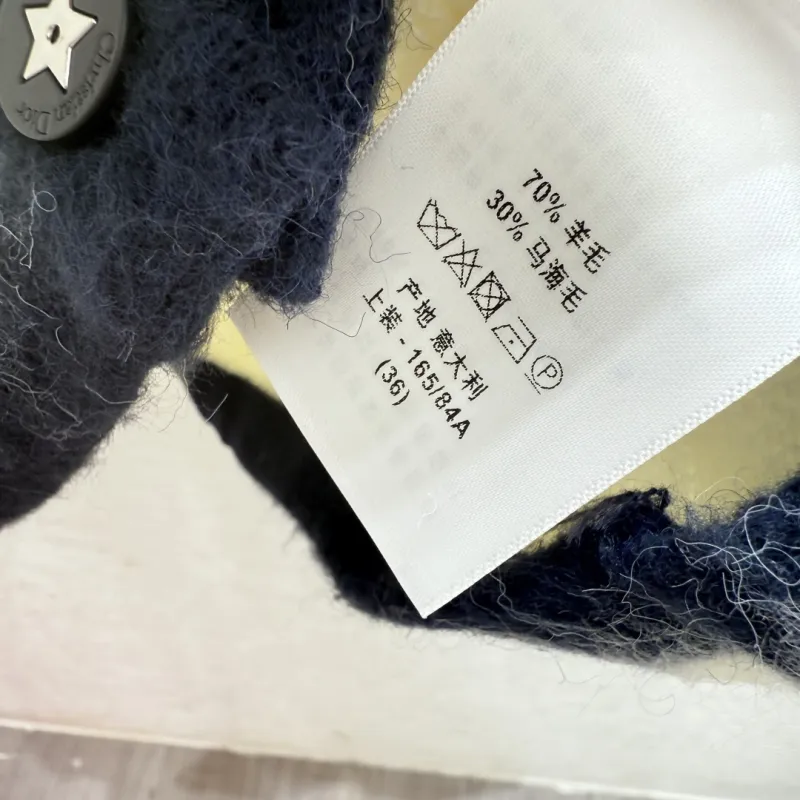 Christian Dior
70% 羊毛
30% 马海毛
P
产地 意大利
上装 - 165/84A
(36)